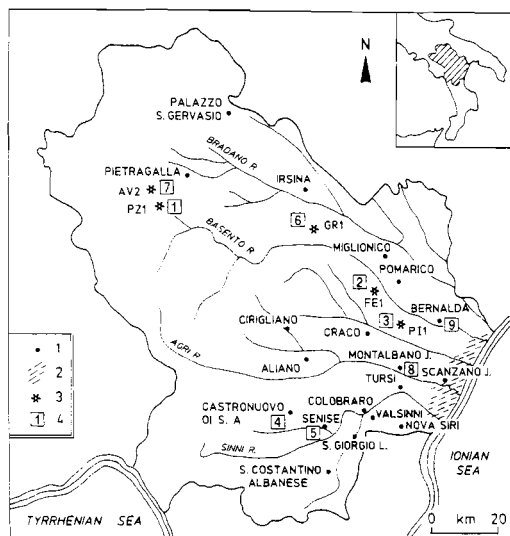 N
PALAZZO
S. GERVASIO
BRADANO R.
PIETRAGALLA
AV2
7
PZ1
1
IRSINA
6
GR1
BASENTO R.
MIGLIONICO
POMARICO
2
FE1
BERNALDA
9
3
PI1
CIRIGLIANO
CRACO
AGRI R.
ALIANO
MONTALBANO J.
8
SCANZANO J.
TURSI
CASTRONUOVO
DI S. A
4
COLOBRARO
SENISE
5
VALSINNI
NOVA SIRI
SINNI R.
S. GIORGIO L.
S. COSTANTINO
ALBANESE
IONIAN
SEA
TYRRHENIAN SEA
0 km 20
1
2
3
1 4